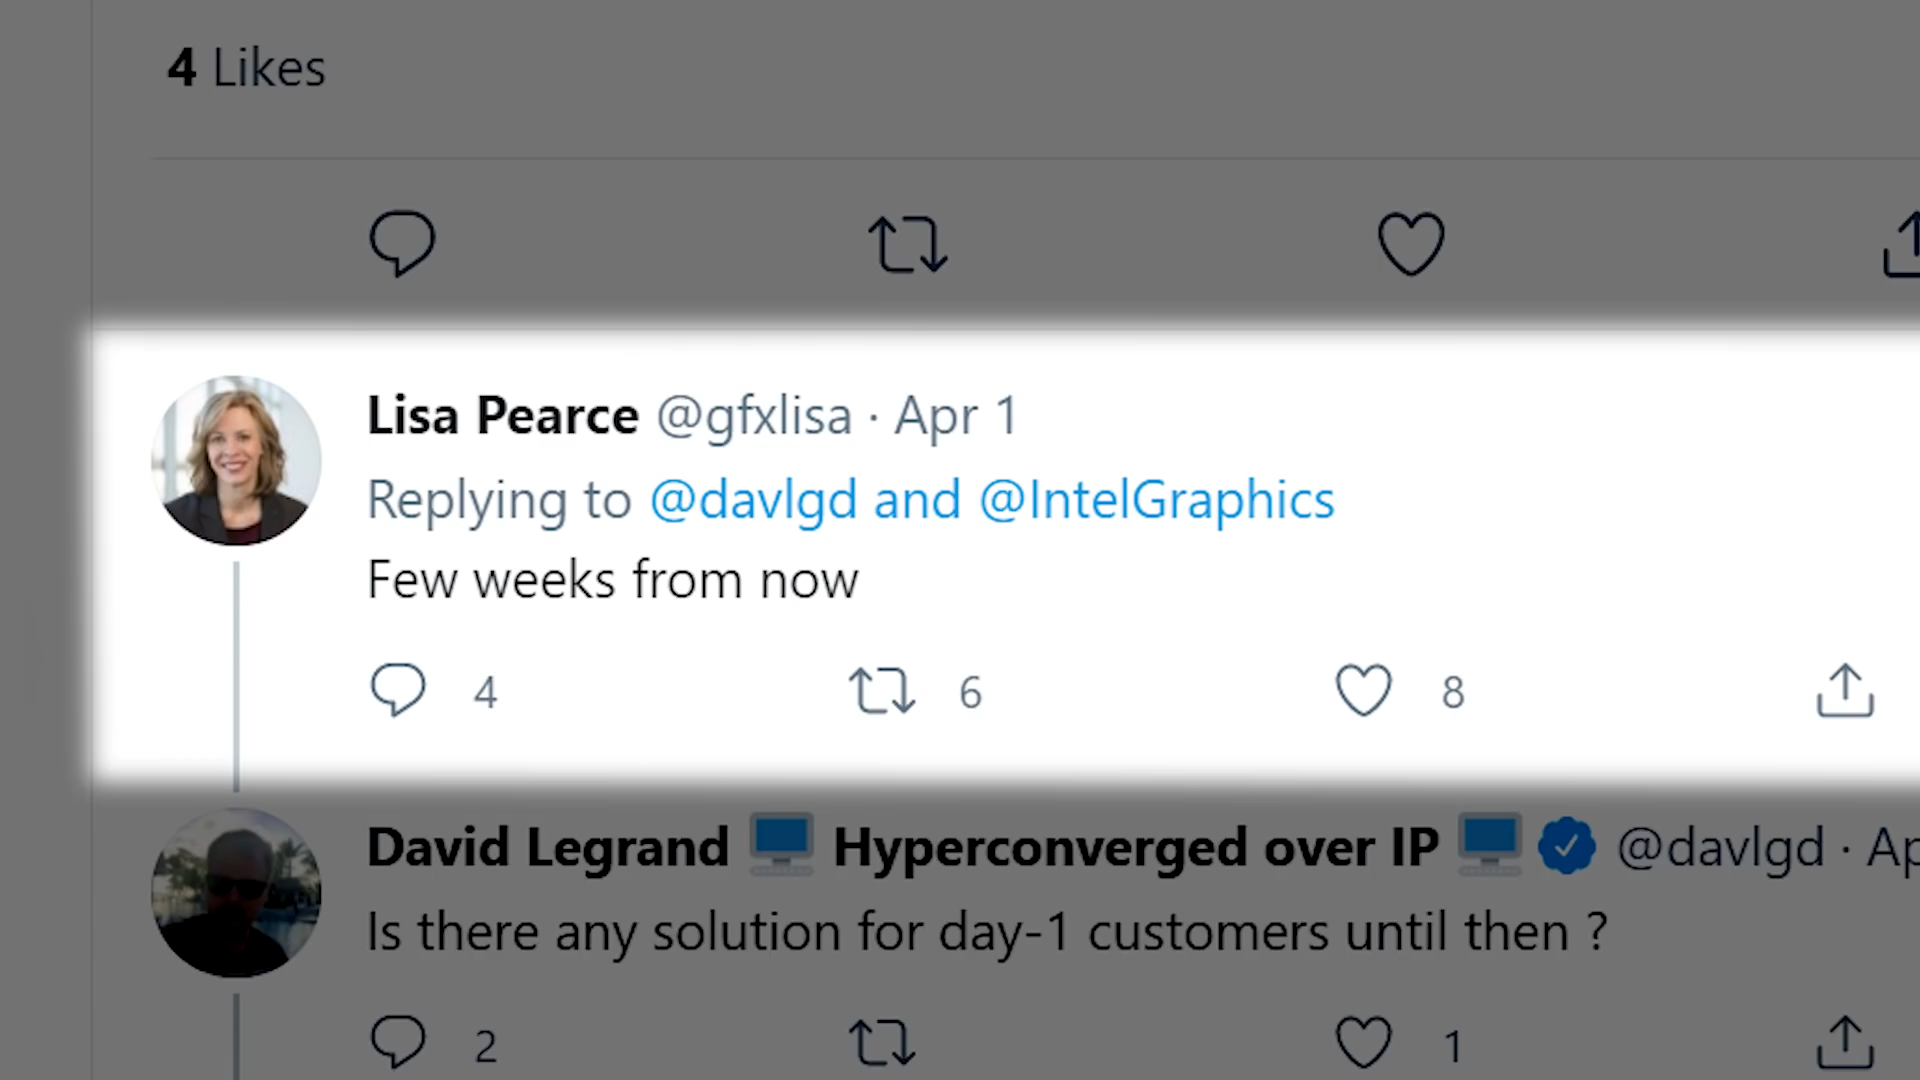 4 Likes
Lisa Pearce @gfxlisa · Apr 1
Replying to @davlgd and @IntelGraphics
Few weeks from now
4 6 8
David Legrand 🖥️ Hyperconverged over IP 🖥️ @davlgd · Ap
Is there any solution for day-1 customers until then ?
2 1